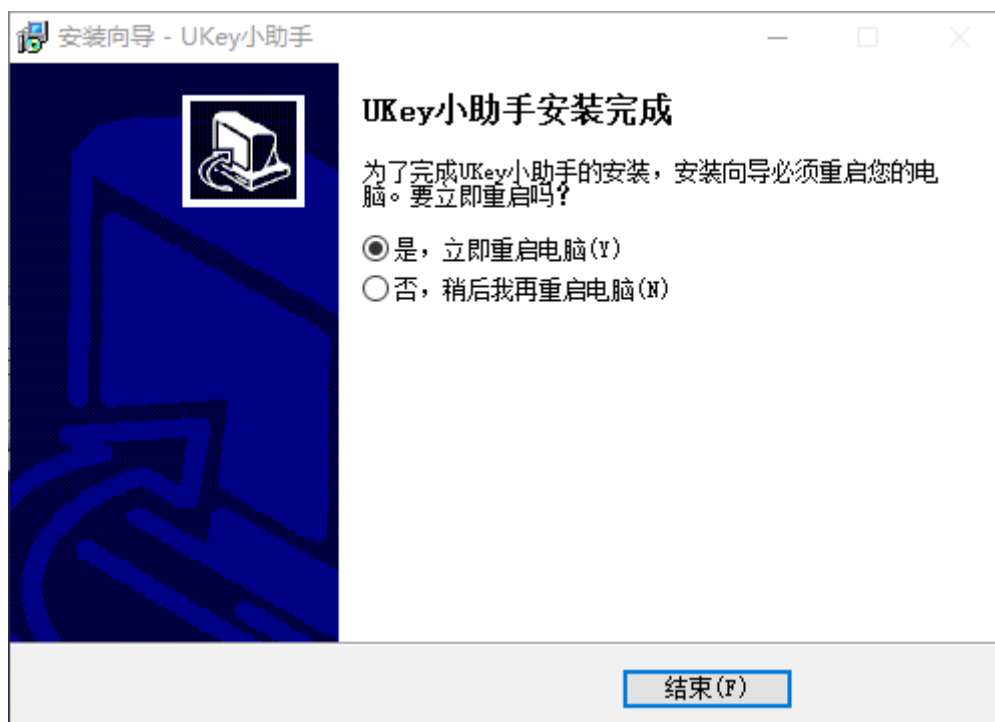 安装向导 - UKey小助手
UKey小助手安装完成
为了完成UKey小助手的安装，安装向导必须重启您的电
脑。要立即重启吗?
是，立即重启电脑(Y)
否，稍后我再重启电脑(N)
结束(F)